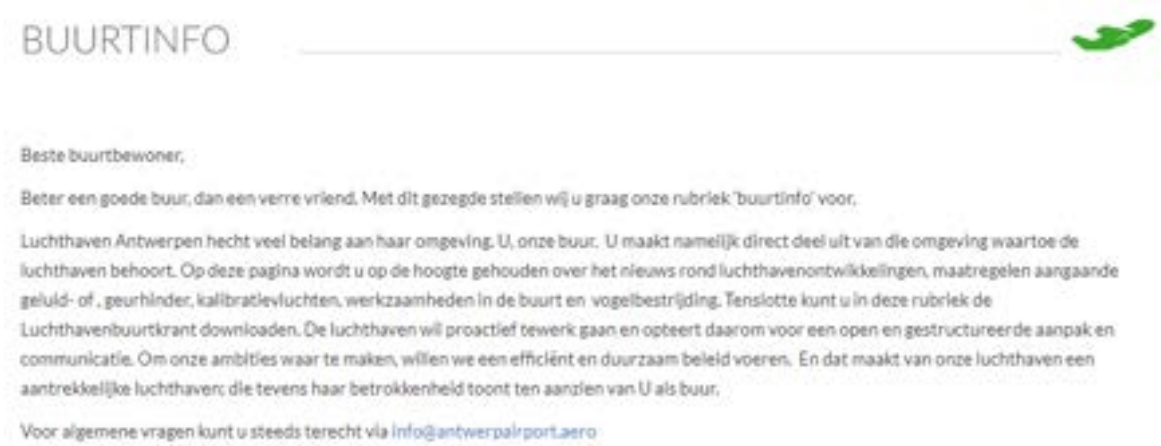 BUURTINFO
Beste buurtbewoner,
Beter een goede buur, dan een verre vriend. Met dit gezegde stellen wij u graag onze rubriek 'buurtinfo' voor.
Luchthaven Antwerpen hecht veel belang aan haar omgeving. U, onze buur. U maakt namelijk direct deel uit van die omgeving waartoe de
luchthaven behoort. Op deze pagina wordt u op de hoogte gehouden over het nieuws rond luchthavenontwikkelingen, maatregelen aangaande
geluid- of , geurhinder, kalibratievluchten, werkzaamheden in de buurt en vogelbestrijding. Tenslotte kunt u in deze rubriek de
Luchthavenbuurtkrant downloaden. De luchthaven wil proactief tewerk gaan en opteert daarom voor een open en gestructureerde aanpak en
communicatie. Om onze ambities waar te maken, willen we een efficiënt en duurzaam beleid voeren. En dat maakt van onze luchthaven een
aantrekkelijke luchthaven; die tevens haar betrokkenheid toont ten aanzien van U als buur.
Voor algemene vragen kunt u steeds terecht via info@antwerpairport.aero